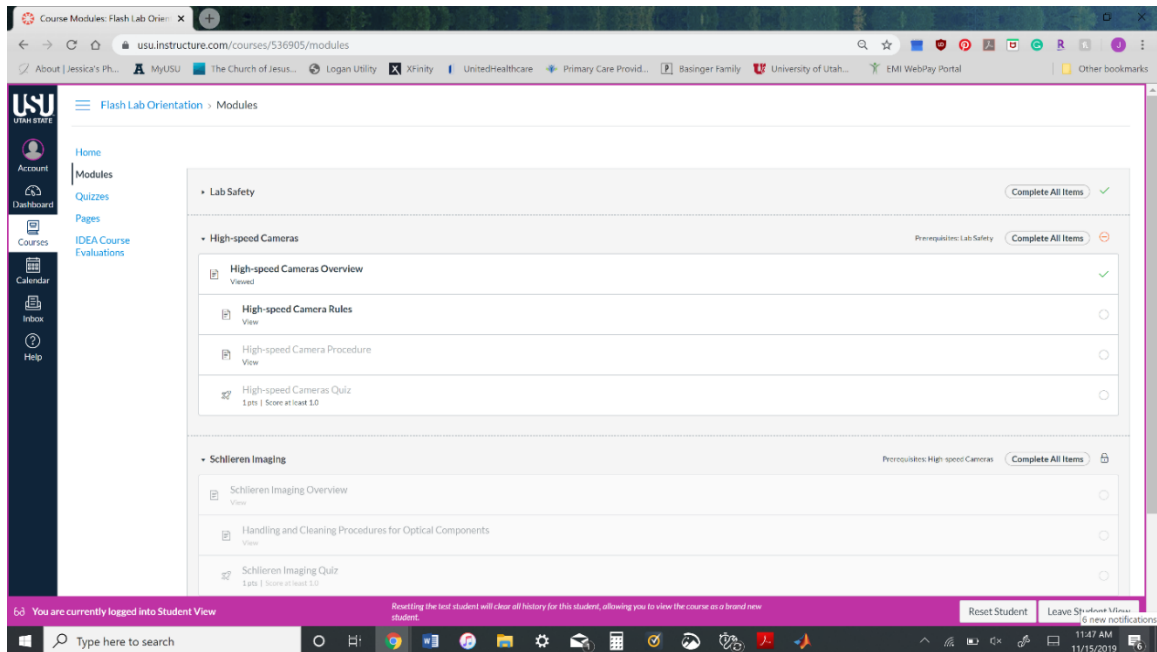 Course Modules: Flash Lab Orien
usu.instructure.com/courses/536905/modules
About | Jessica's Ph... MyUSU The Church of Jesus... Logan Utility XFinity UnitedHealthcare Primary Care Provid... Basinger Family University of Utah... EMI WebPay Portal Other bookmarks
USU
UTAH STATE
Flash Lab Orientation > Modules
Account
Dashboard
Courses
Calendar
Inbox
Help
Home
Modules
Quizzes
Pages
IDEA Course
Evaluations
Lab Safety Complete All Items
High-speed Cameras Prerequisites: Lab Safety Complete All Items
High-speed Cameras Overview
Viewed
High-speed Camera Rules
View
High-speed Camera Procedure
View
High-speed Cameras Quiz
1 pts | Score at least 1.0
Schlieren Imaging Prerequisites: High-speed Cameras Complete All Items
Schlieren Imaging Overview
View
Handling and Cleaning Procedures for Optical Components
View
Schlieren Imaging Quiz
1 pts | Score at least 1.0
You are currently logged into Student View
Resetting the test student will clear all history for this student, allowing you to view the course as a brand new
student.
Reset Student Leave Student View
6 new notifications
Type here to search
11:47 AM
11/15/2019